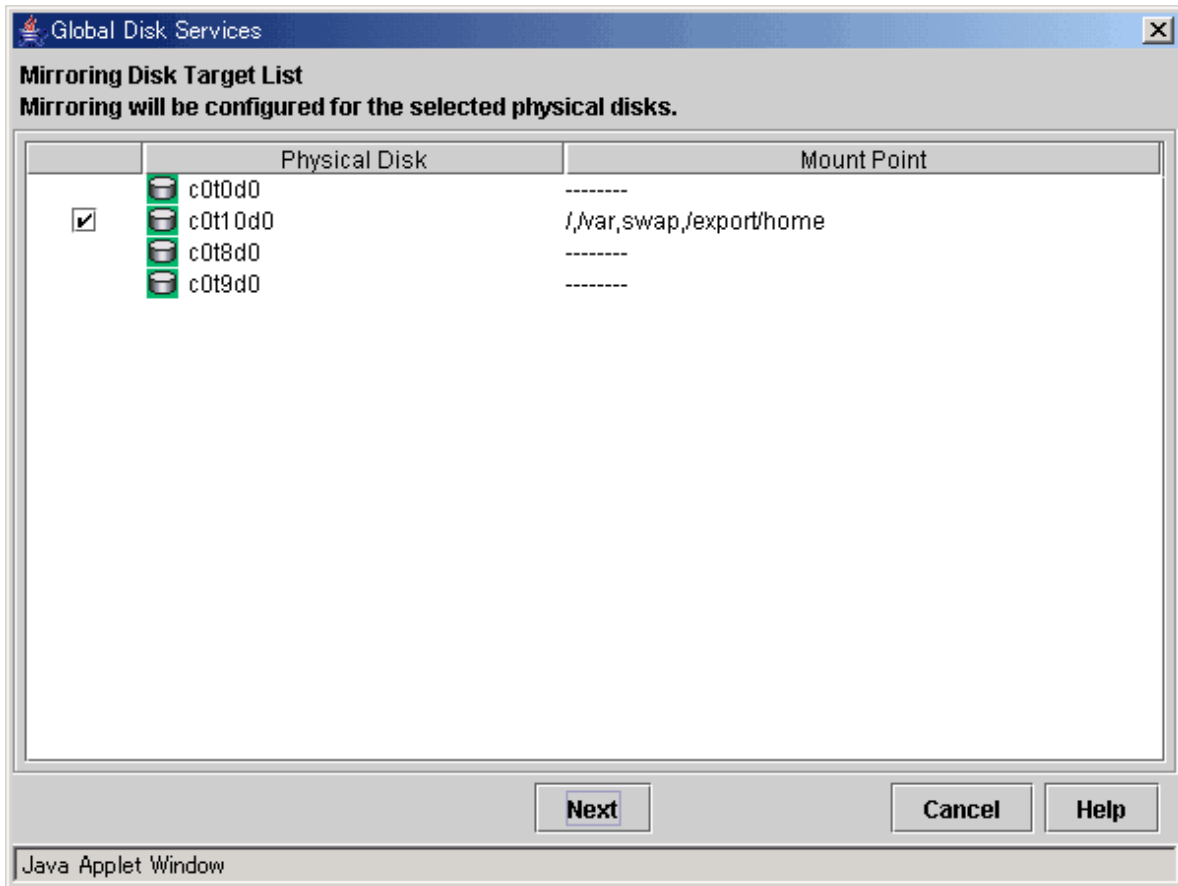 Global Disk Services
Mirroring Disk Target List
Mirroring will be configured for the selected physical disks.
Physical Disk Mount Point
c0t0d0 --------
c0t10d0 /,/var,swap,/export/home
c0t8d0 --------
c0t9d0 --------
Next Cancel Help
Java Applet Window